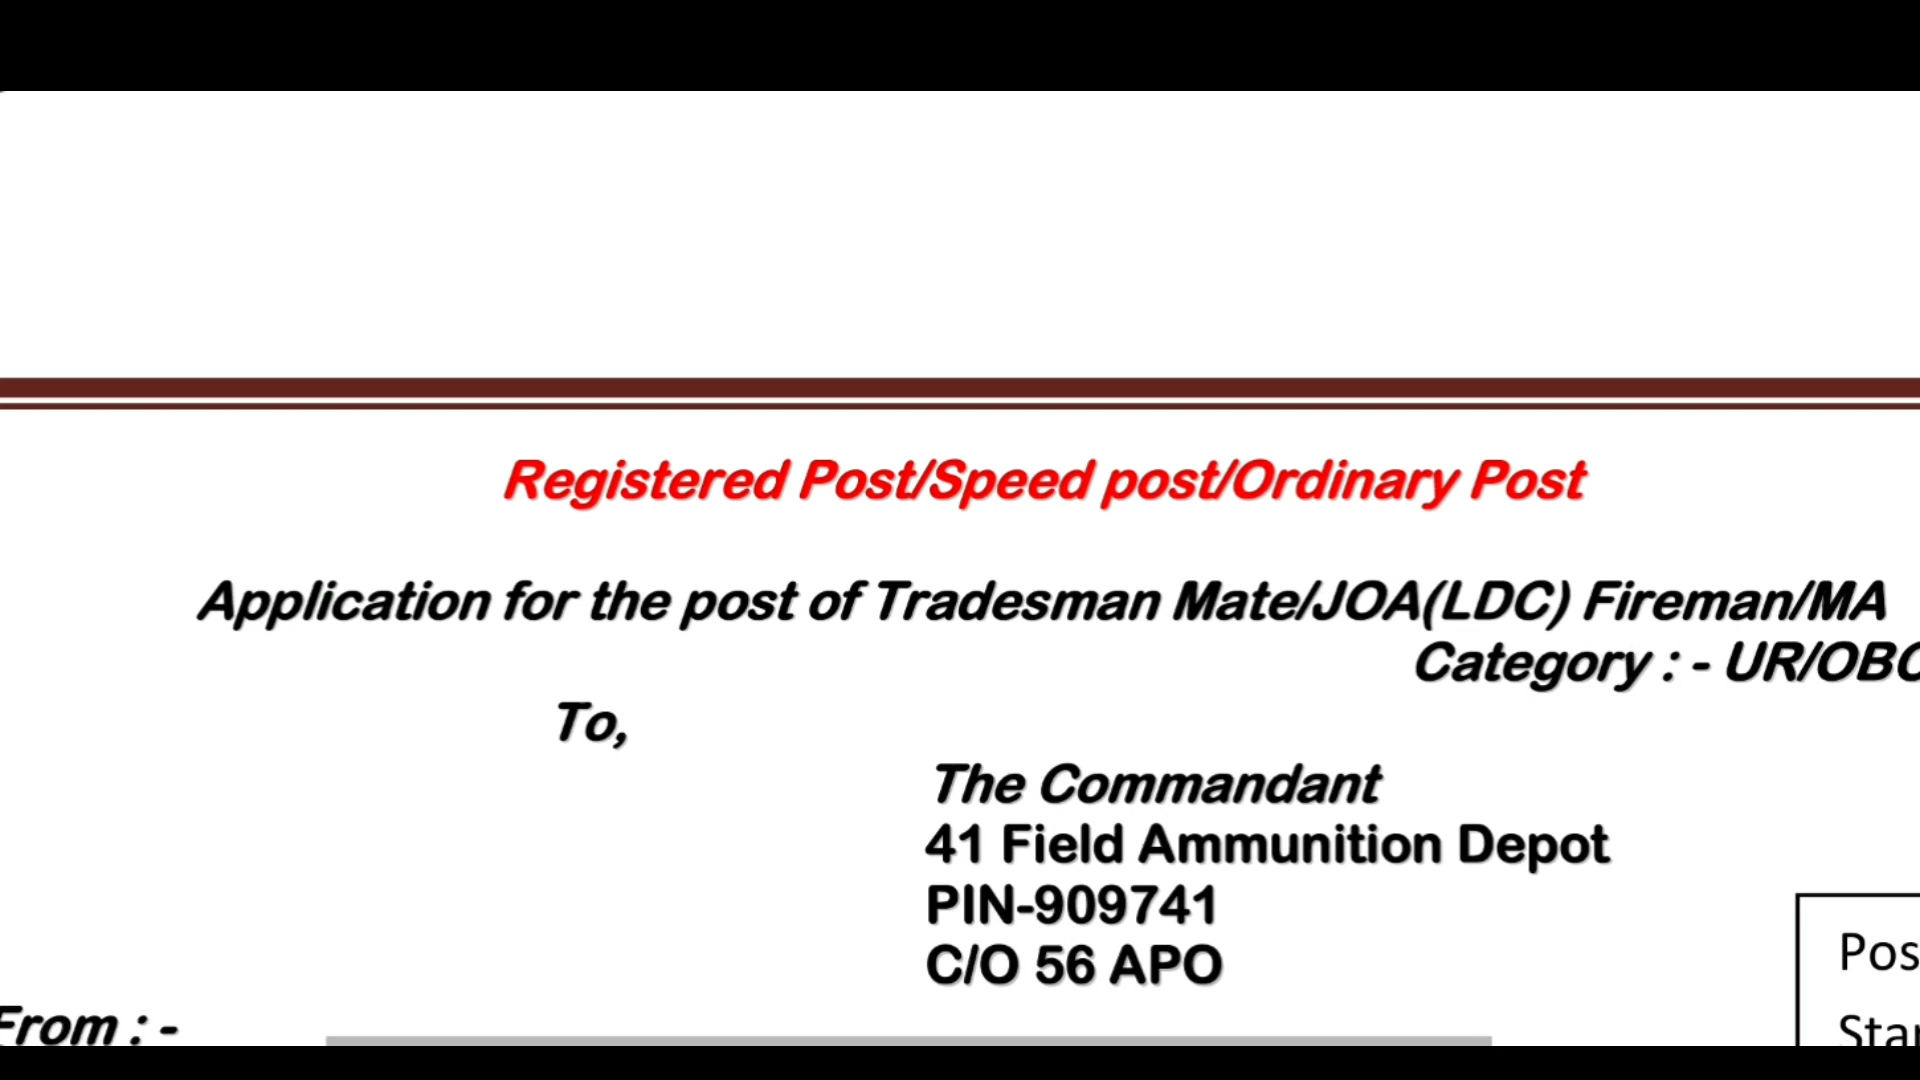 Registered Post/Speed post/Ordinary Post
Application for the post of Tradesman Mate/JOA(LDC) Fireman/MA
Category : - UR/OBC
To,
The Commandant
41 Field Ammunition Depot
PIN-909741
C/O 56 APO
Pos
From : -